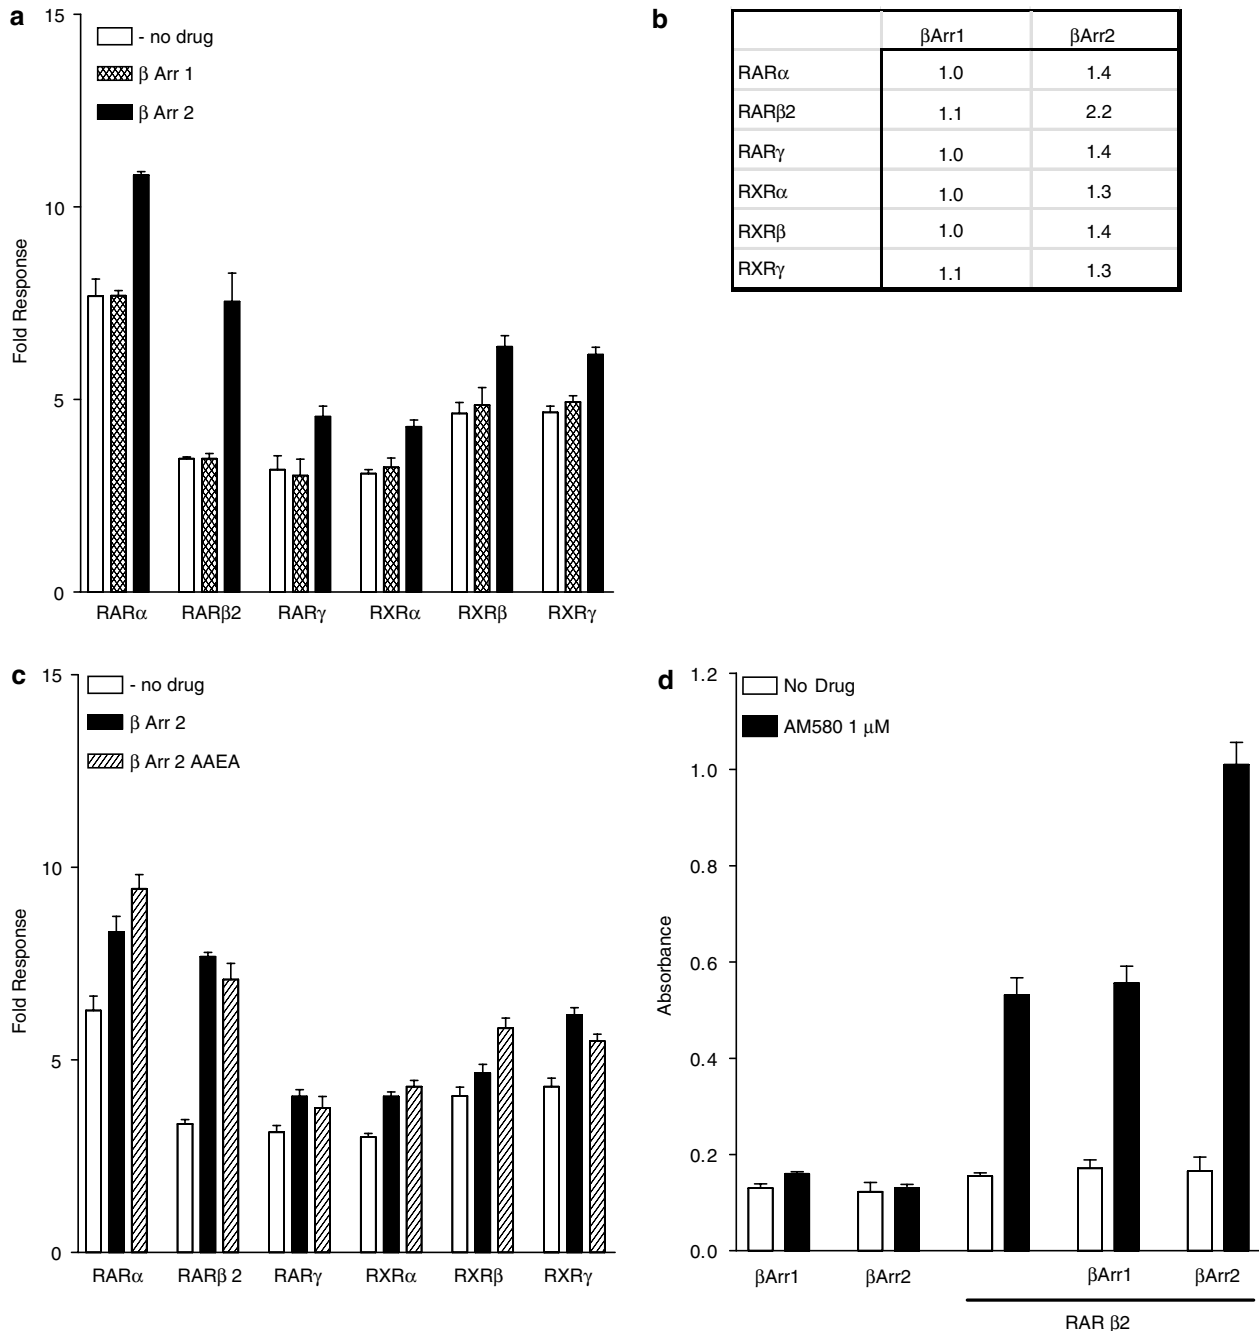 a
15
10
5
0
Fold Response
- no drug
β Arr 1
β Arr 2
RARα RARβ2 RARγ RXRα RXRβ RXRγ
b
βArr1 βArr2
RARα 1.0 1.4
RARβ2 1.1 2.2
RARγ 1.0 1.4
RXRα 1.0 1.3
RXRβ 1.0 1.4
RXRγ 1.1 1.3
c
15
10
5
0
Fold Response
- no drug
β Arr 2
β Arr 2 AAEA
RARα RARβ 2 RARγ RXRα RXRβ RXRγ
d
1.2
1.0
0.8
0.6
0.4
0.2
0.0
Absorbance
No Drug
AM580 1 μM
βArr1 βArr2 βArr1 βArr2
RAR β2